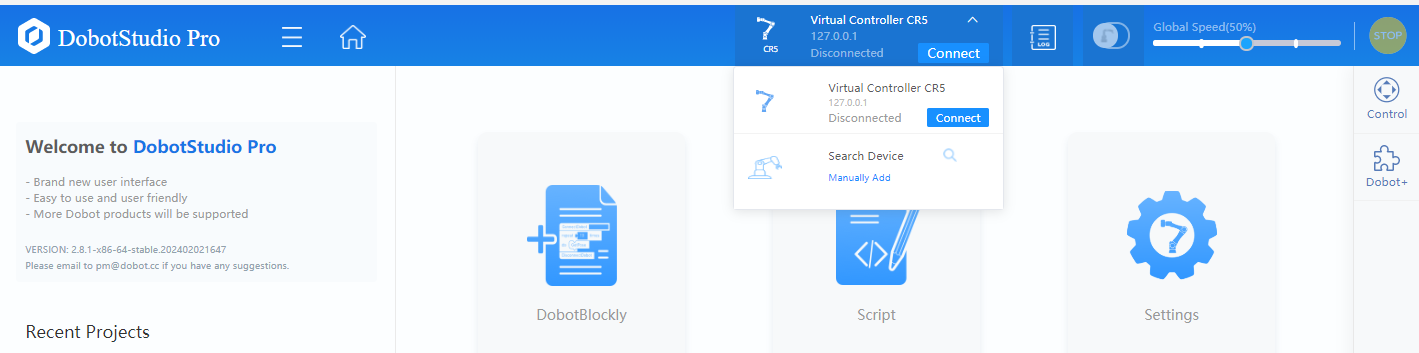 DobotStudio Pro
CR5
Virtual Controller CR5
127.0.0.1
Disconnected
Connect
LOG
Global Speed(50%)
STOP
Virtual Controller CR5
127.0.0.1
Disconnected
Connect
Search Device
Manually Add
Control
Dobot+
Welcome to DobotStudio Pro
- Brand new user interface
- Easy to use and user friendly
- More Dobot products will be supported
VERSION: 2.8.1-x86-64-stable.202402021647
Please email to pm@dobot.cc if you have any suggestions.
Recent Projects
DobotBlockly
Script
Settings